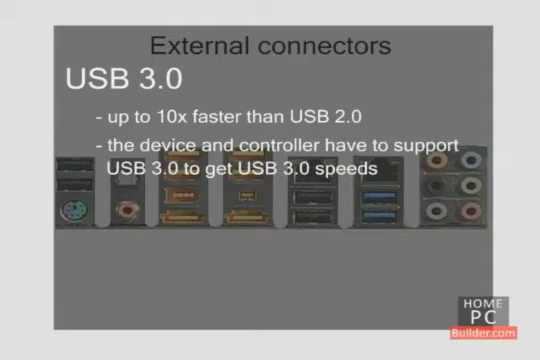 External connectors
USB 3.0
- up to 10x faster than USB 2.0
- the device and controller have to support
USB 3.0 to get USB 3.0 speeds
HOME
PC
Builder.com